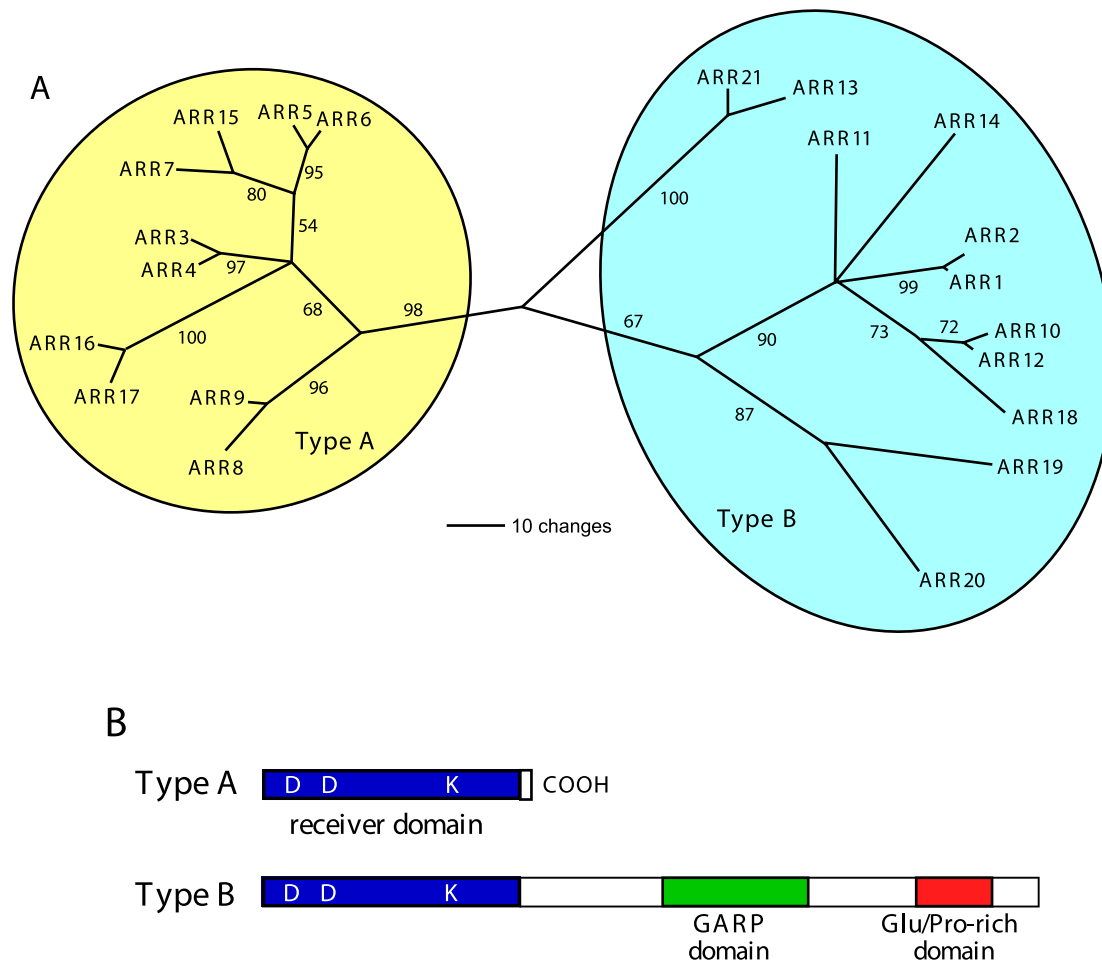 A
ARR15
ARR5
ARR6
ARR7
95
80
54
ARR3
ARR4
97
68
98
ARR16
100
ARR17
96
ARR9
ARR8
Type A
ARR21
ARR13
ARR11
ARR14
100
ARR2
ARR1
99
67
90
73
72
ARR10
ARR12
87
ARR18
ARR19
Type B
ARR20
10 changes
B
Type A
D D K
COOH
receiver domain
Type B
D D K
GARP
domain
Glu/Pro-rich
domain